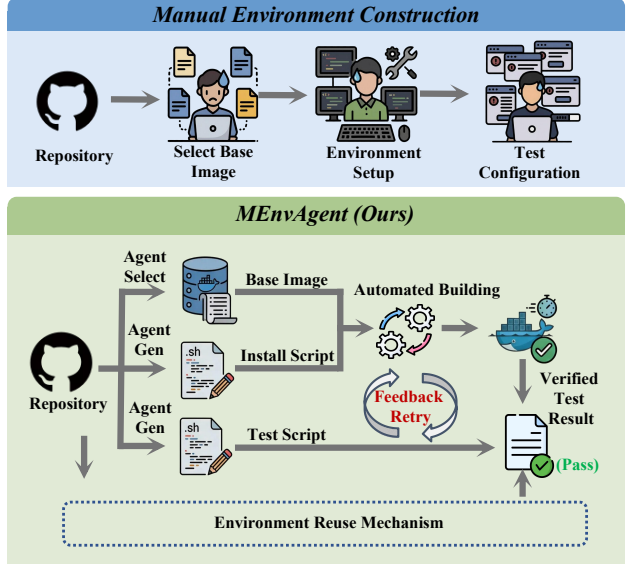 Manual Environment Construction
Repository
Select Base
Image
Environment
Setup
Test
Configuration
MEnvAgent (Ours)
Agent
Select
Base Image
Automated Building
Agent
Gen
.sh
Install Script
Repository
Feedback
Retry
Verified
Test
Result
Agent
Gen
.sh
Test Script
(Pass)
Environment Reuse Mechanism